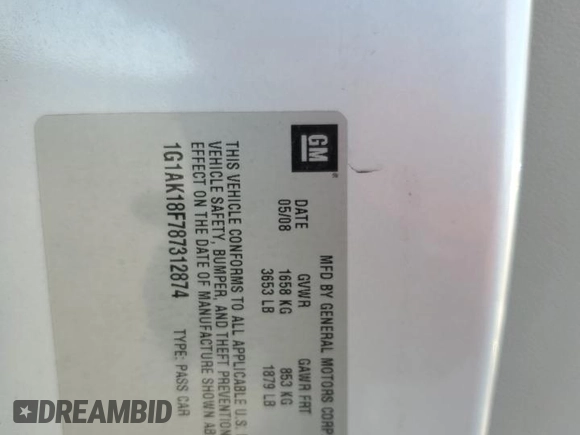 GM
MFD BY GENERAL MOTORS CORP
DATE GVWR GAWR FRT
05/08 1658 KG 853 KG
3653 LB 1879 LB
THIS VEHICLE CONFORMS TO ALL APPLICABLE U.S.
VEHICLE SAFETY, BUMPER, AND THEFT PREVENTION
EFFECT ON THE DATE OF MANUFACTURE SHOWN AB
1G1AK18F787312874 TYPE: PASS CAR
DREAMBID